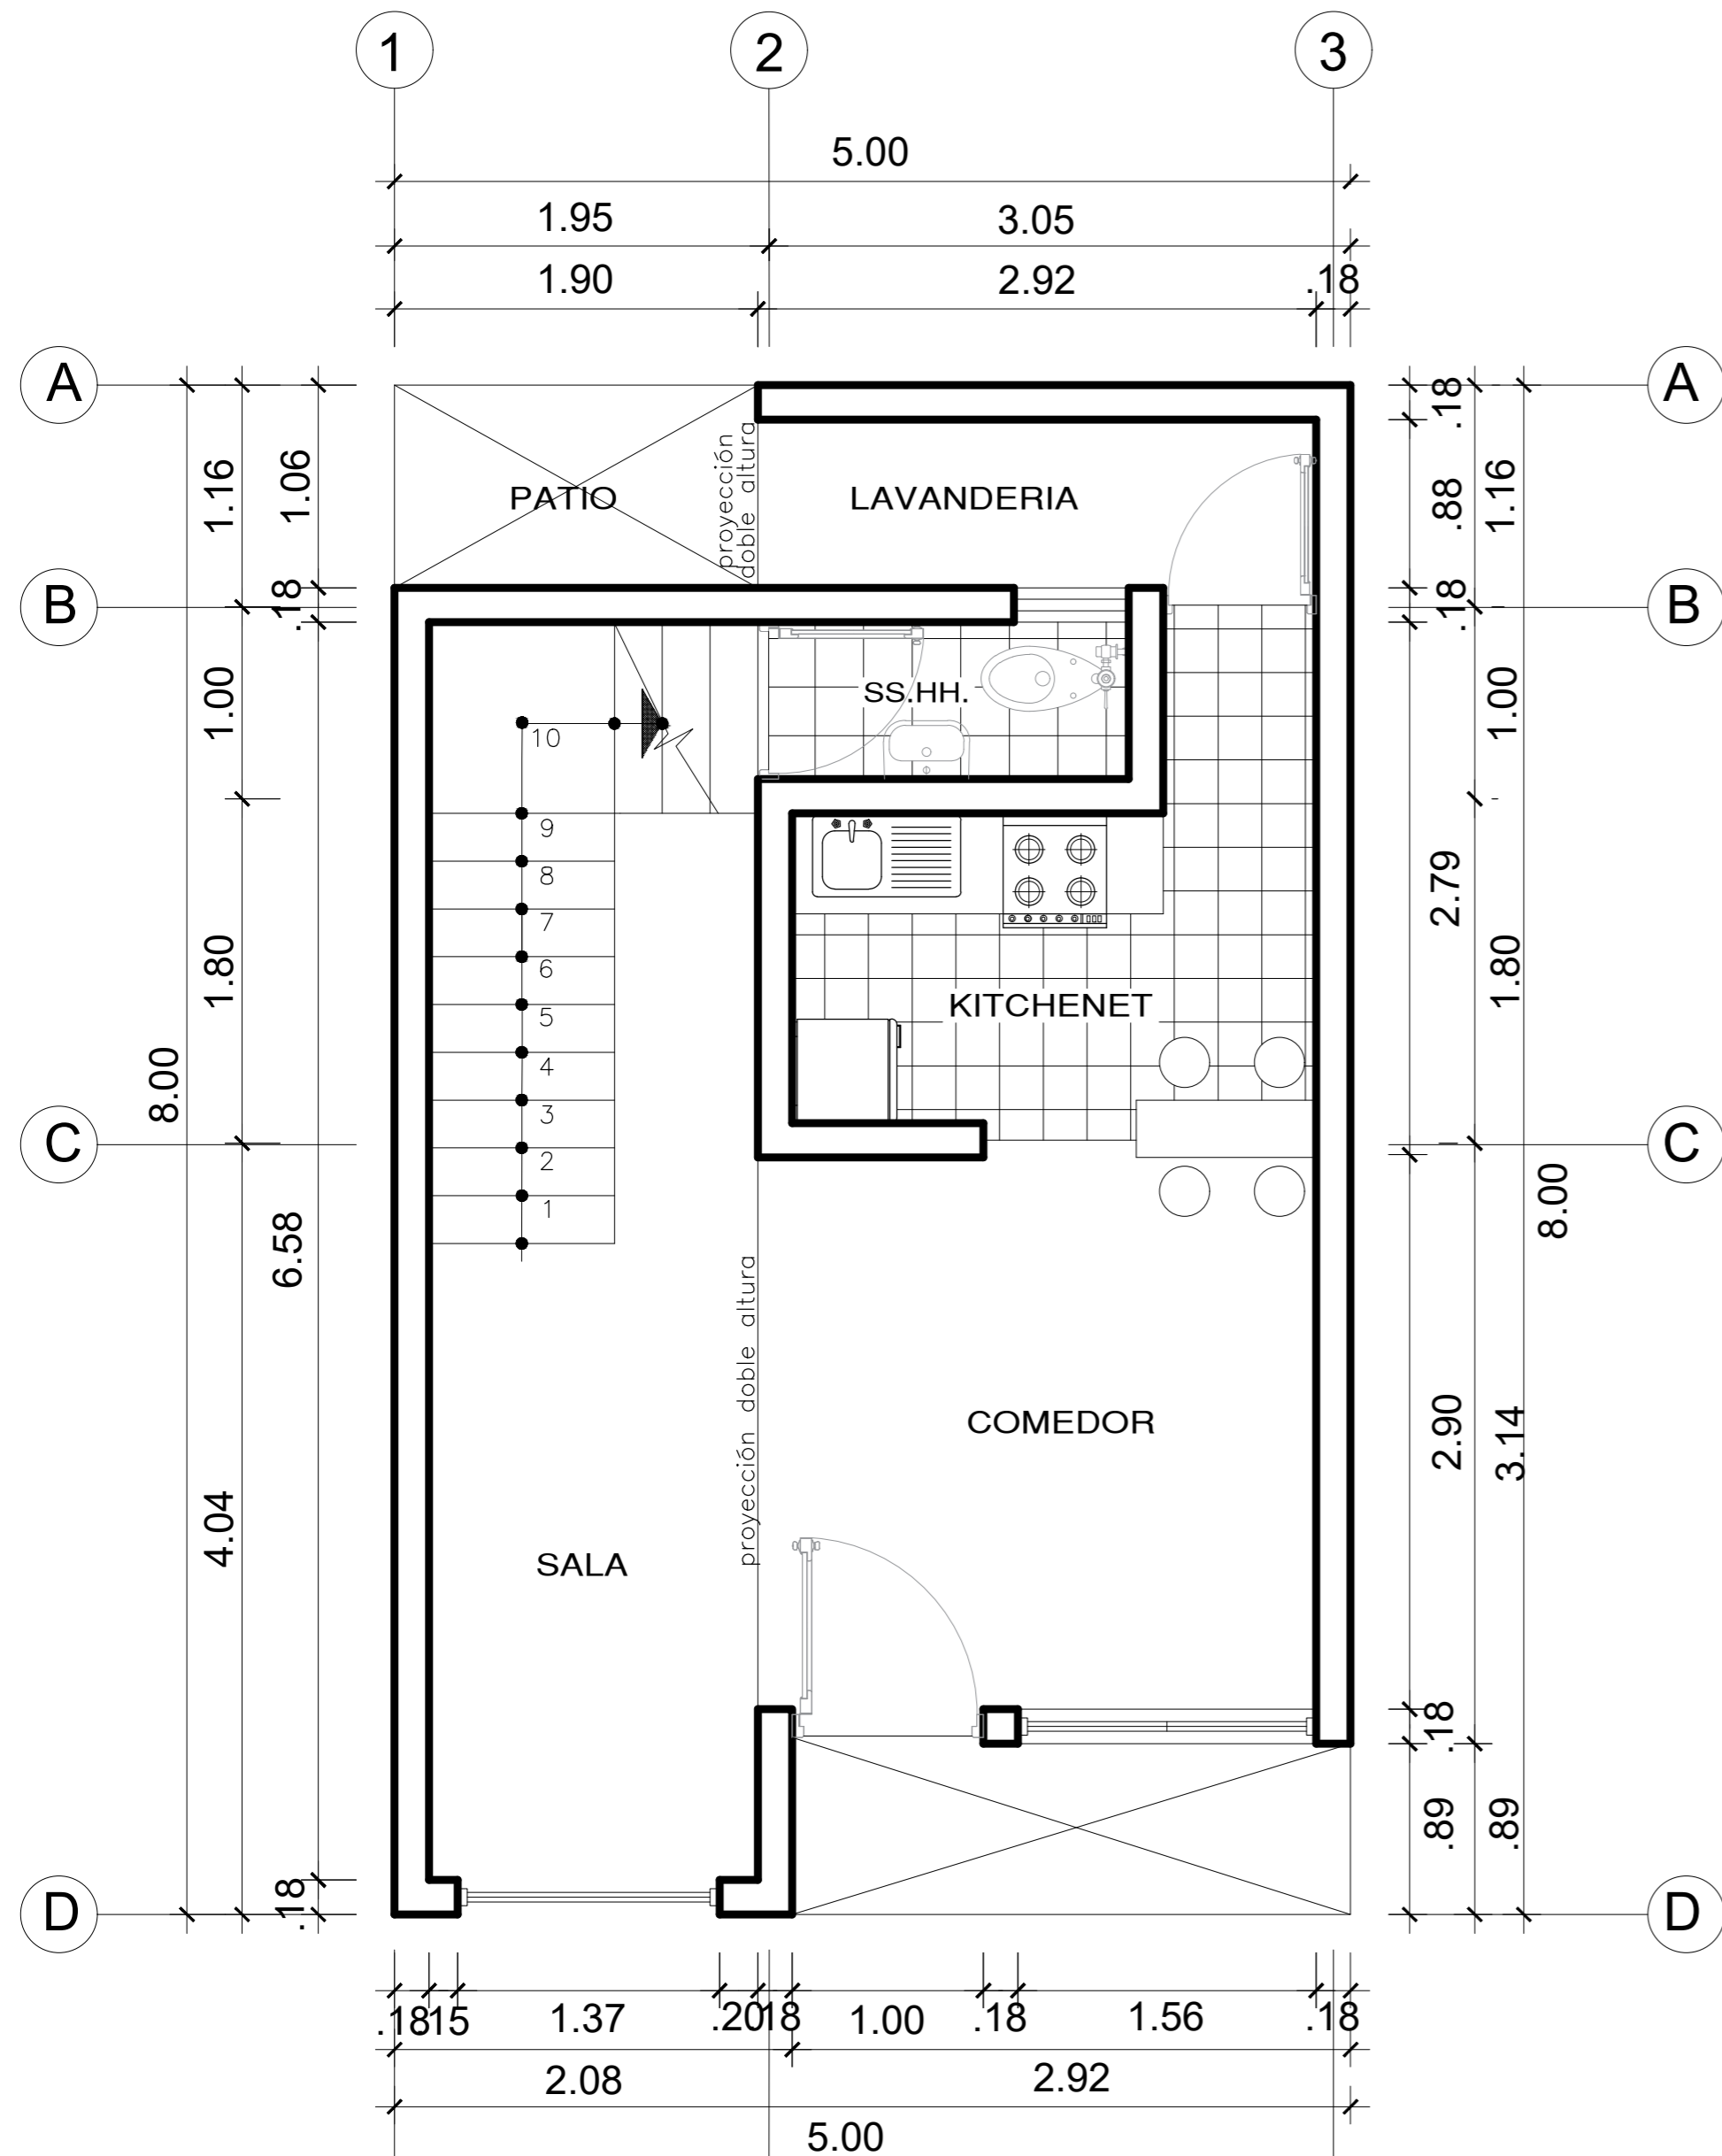 1 2 3
5.00
1.95 3.05
1.90 2.92 .18
A A
1.16 1.06 .18 .88 1.16
PATIO
proyección
doble altura
LAVANDERIA
B B
.18 .18
1.00 1.00
SS.HH.
10
9
8
7
6
5
4
3
2
1
2.79
1.80 1.80
KITCHENET
8.00
C C
6.58
8.00
proyección doble altura
COMEDOR
2.90 3.14
4.04
SALA
.18
.89 .89
.18
D D
.18 .15 1.37 .20 .18 1.00 .18 1.56 .18
2.08 2.92
5.00